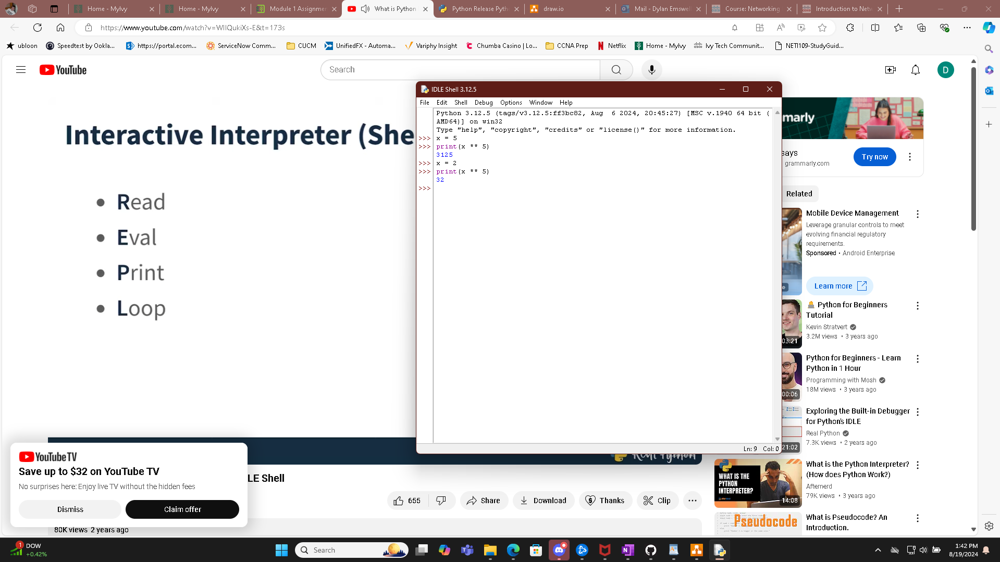 Home - MyIvy
Home - MyIvy
Module 1 Assignmen
What is Python
Python Release Pyth
draw.io
Mail - Dylan Emswel
Course: Networking
Introduction to Netw
https://www.youtube.com/watch?v=WIIQukiXs-E&t=173s
ubloon
Speedtest by Ookla...
https://portal.ecom...
ServiceNow Comm...
CUCM
UnifiedFX - Automa...
Variphy Insight
Chumba Casino | Lo...
CCNA Prep
Netflix
Home - MyIvy
Ivy Tech Communit...
NETI109-StudyGuid...
YouTube
Search
D
Interactive Interpreter (She
Read
Eval
Print
Loop
IDLE Shell 3.12.5
File Edit Shell Debug Options Window Help
Python 3.12.5 (tags/v3.12.5:ff3bc82, Aug  6 2024, 20:45:27) [MSC v.1940 64 bit (
AMD64)] on win32
Type "help", "copyright", "credits" or "license()" for more information.
>>> x = 5
>>> print(x ** 5)
3125
>>> x = 2
>>> print(x ** 5)
32
>>>
Ln: 9 Col: 0
Real Python
marmly
says
grammarly.com
Try now
Related
Mobile Device Management
Leverage granular controls to meet
evolving financial regulatory
requirements.
Sponsored • Android Enterprise
Learn more
Python for Beginners
Tutorial
Kevin Stratvert
3.2M views • 3 years ago
03:21
Python for Beginners - Learn
Python in 1 Hour
Programming with Mosh
18M views • 3 years ago
00:06
Exploring the Built-in Debugger
for Python's IDLE
Real Python
7.3K views • 2 years ago
21:02
WHAT IS THE
PYTHON
INTERPRETER?
14:08
What is the Python Interpreter?
(How does Python Work?)
Afternerd
79K views • 3 years ago
Pseudocode
What is Pseudocode? An
Introduction.
YouTube TV
Save up to $32 on YouTube TV
No surprises here: Enjoy live TV without the hidden fees
Dismiss
Claim offer
LE Shell
655
Share
Download
Thanks
Clip
80K views 2 years ago
1
DOW
+0.42%
Search
1:42 PM
8/19/2024